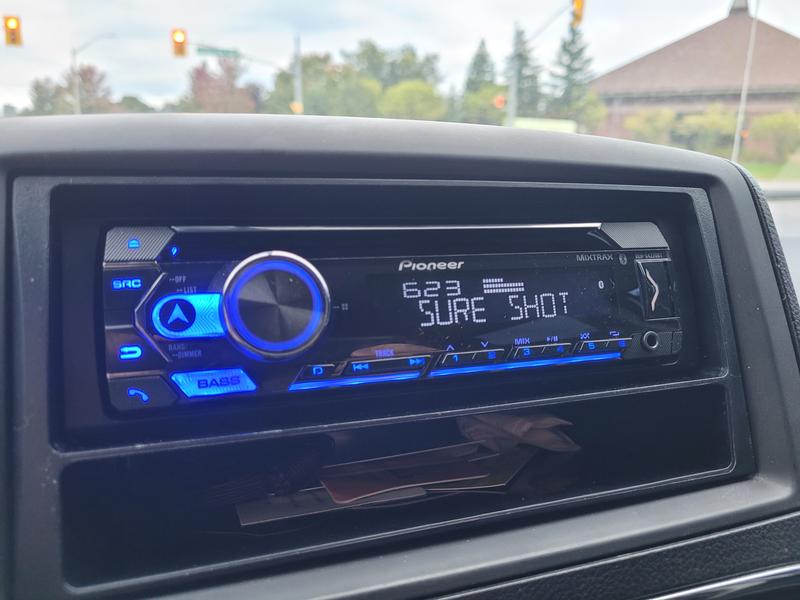 Pioneer
MIXTRAX
SRC
OFF
LIST
623
SURE SHOT
BAND/
DIMMER
BASS
D
TRACK
1
2
MIX
3
4
5
6